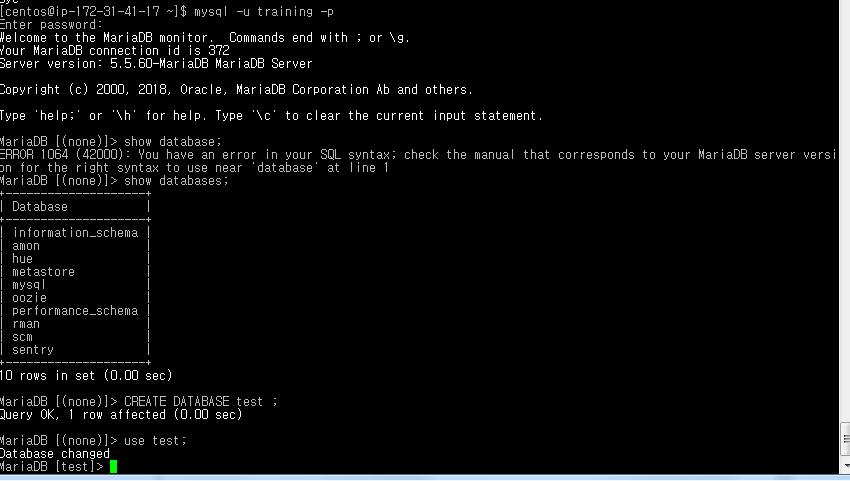 [centos@ip-172-31-41-17 ~]$ mysql -u training -p
Enter password:
Welcome to the MariaDB monitor.  Commands end with ; or \g.
Your MariaDB connection id is 372
Server version: 5.5.60-MariaDB MariaDB Server
Copyright (c) 2000, 2018, Oracle, MariaDB Corporation Ab and others.
Type 'help;' or '\h' for help. Type '\c' to clear the current input statement.
MariaDB [(none)]> show database;
ERROR 1064 (42000): You have an error in your SQL syntax; check the manual that corresponds to your MariaDB server versi
on for the right syntax to use near 'database' at line 1
MariaDB [(none)]> show databases;
+--------------------+
| Database           |
+--------------------+
| information_schema |
| amon               |
| hue                |
| metastore          |
| mysql              |
| oozie              |
| performance_schema |
| rman               |
| scm                |
| sentry             |
+--------------------+
10 rows in set (0.00 sec)
MariaDB [(none)]> CREATE DATABASE test ;
Query OK, 1 row affected (0.00 sec)
MariaDB [(none)]> use test;
Database changed
MariaDB [test]>